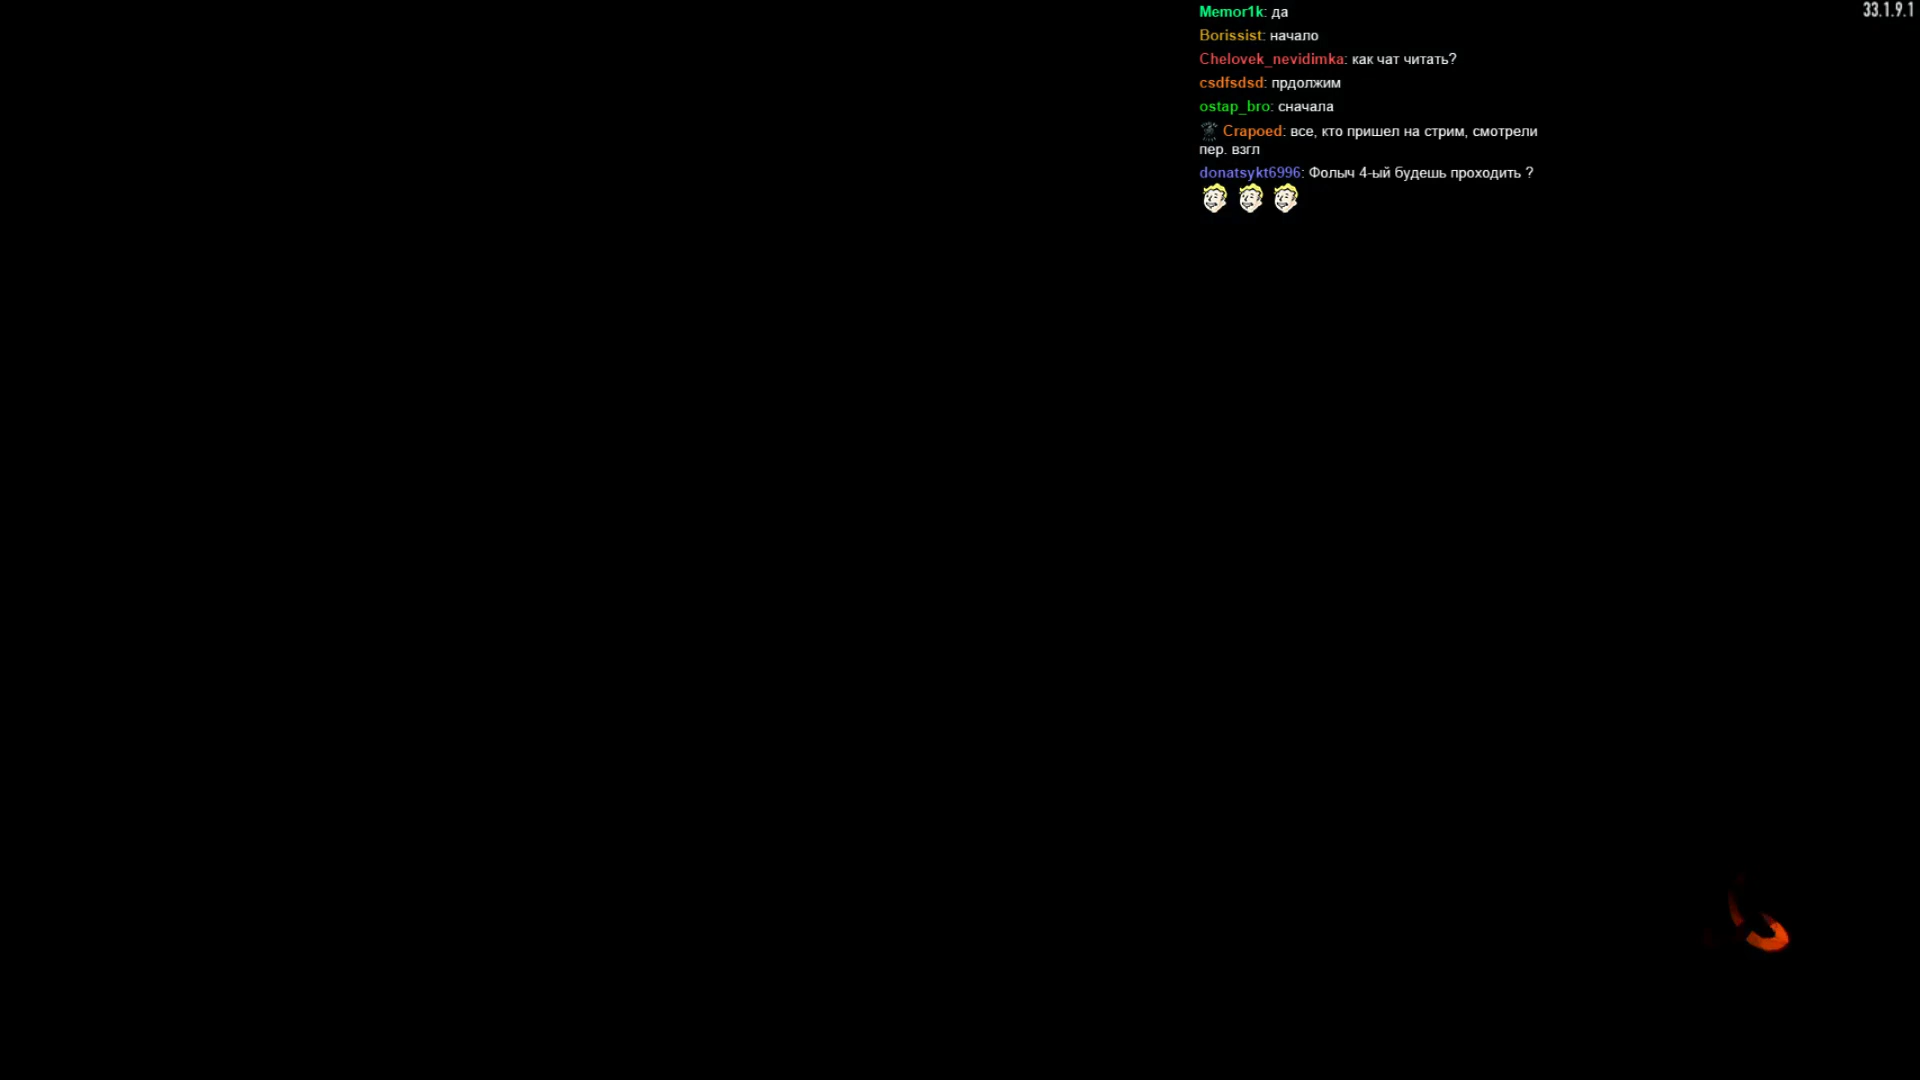 33.1.9.1
Memor1k: да
Borissist: начало
Chelovek_nevidimka: как чат читать?
csdfsdsd: прдолжим
ostap_bro: сначала
Crapoed: все, кто пришел на стрим, смотрели
пер. взгл
donatsykt6996: Фолыч 4-ый будешь проходить ?